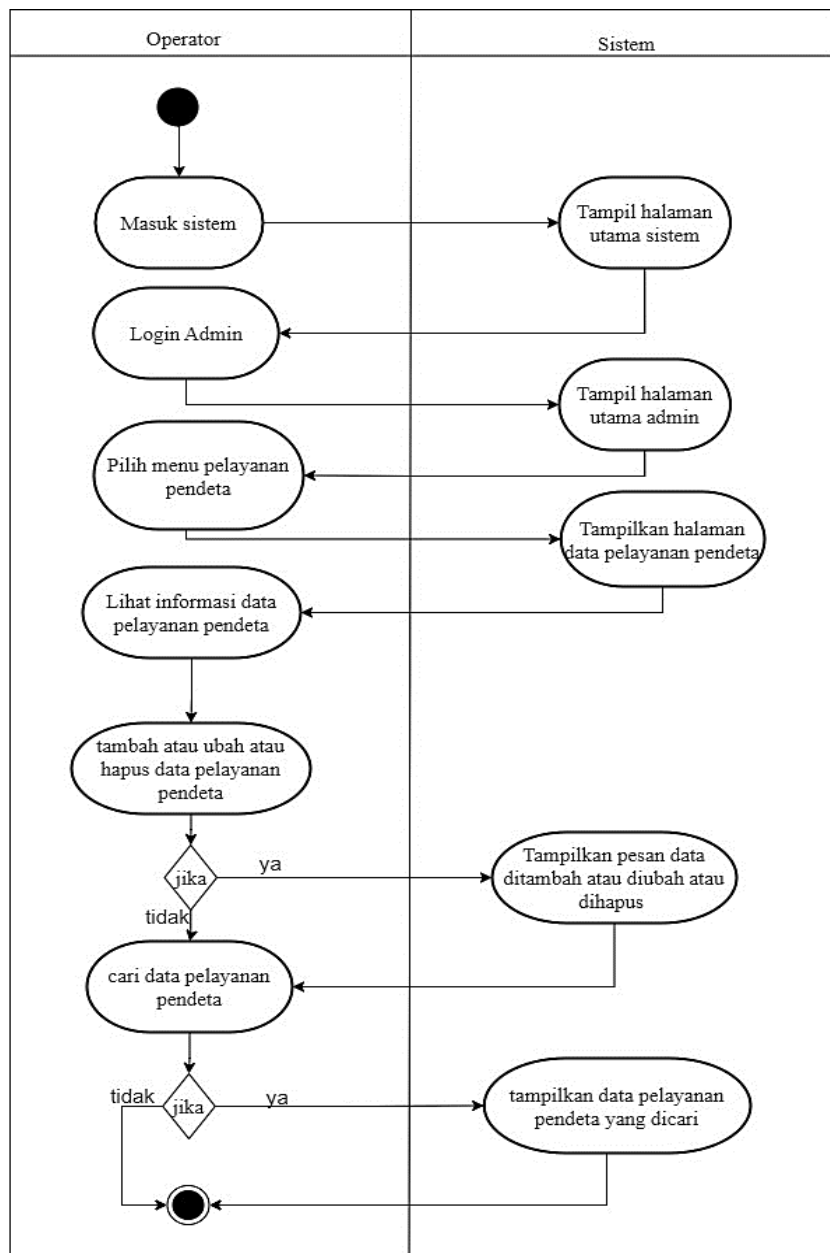 Operator
Sistem
Masuk sistem
Tampil halaman
utama sistem
Login Admin
Tampil halaman
utama admin
Pilih menu pelayanan
pendeta
Tampilkan halaman
data pelayanan pendeta
Lihat informasi data
pelayanan pendeta
tambah atau ubah atau
hapus data pelayanan
pendeta
jika
ya
Tampilkan pesan data
ditambah atau diubah atau
dihapus
tidak
cari data pelayanan
pendeta
tidak
jika
ya
tampilkan data pelayanan
pendeta yang dicari